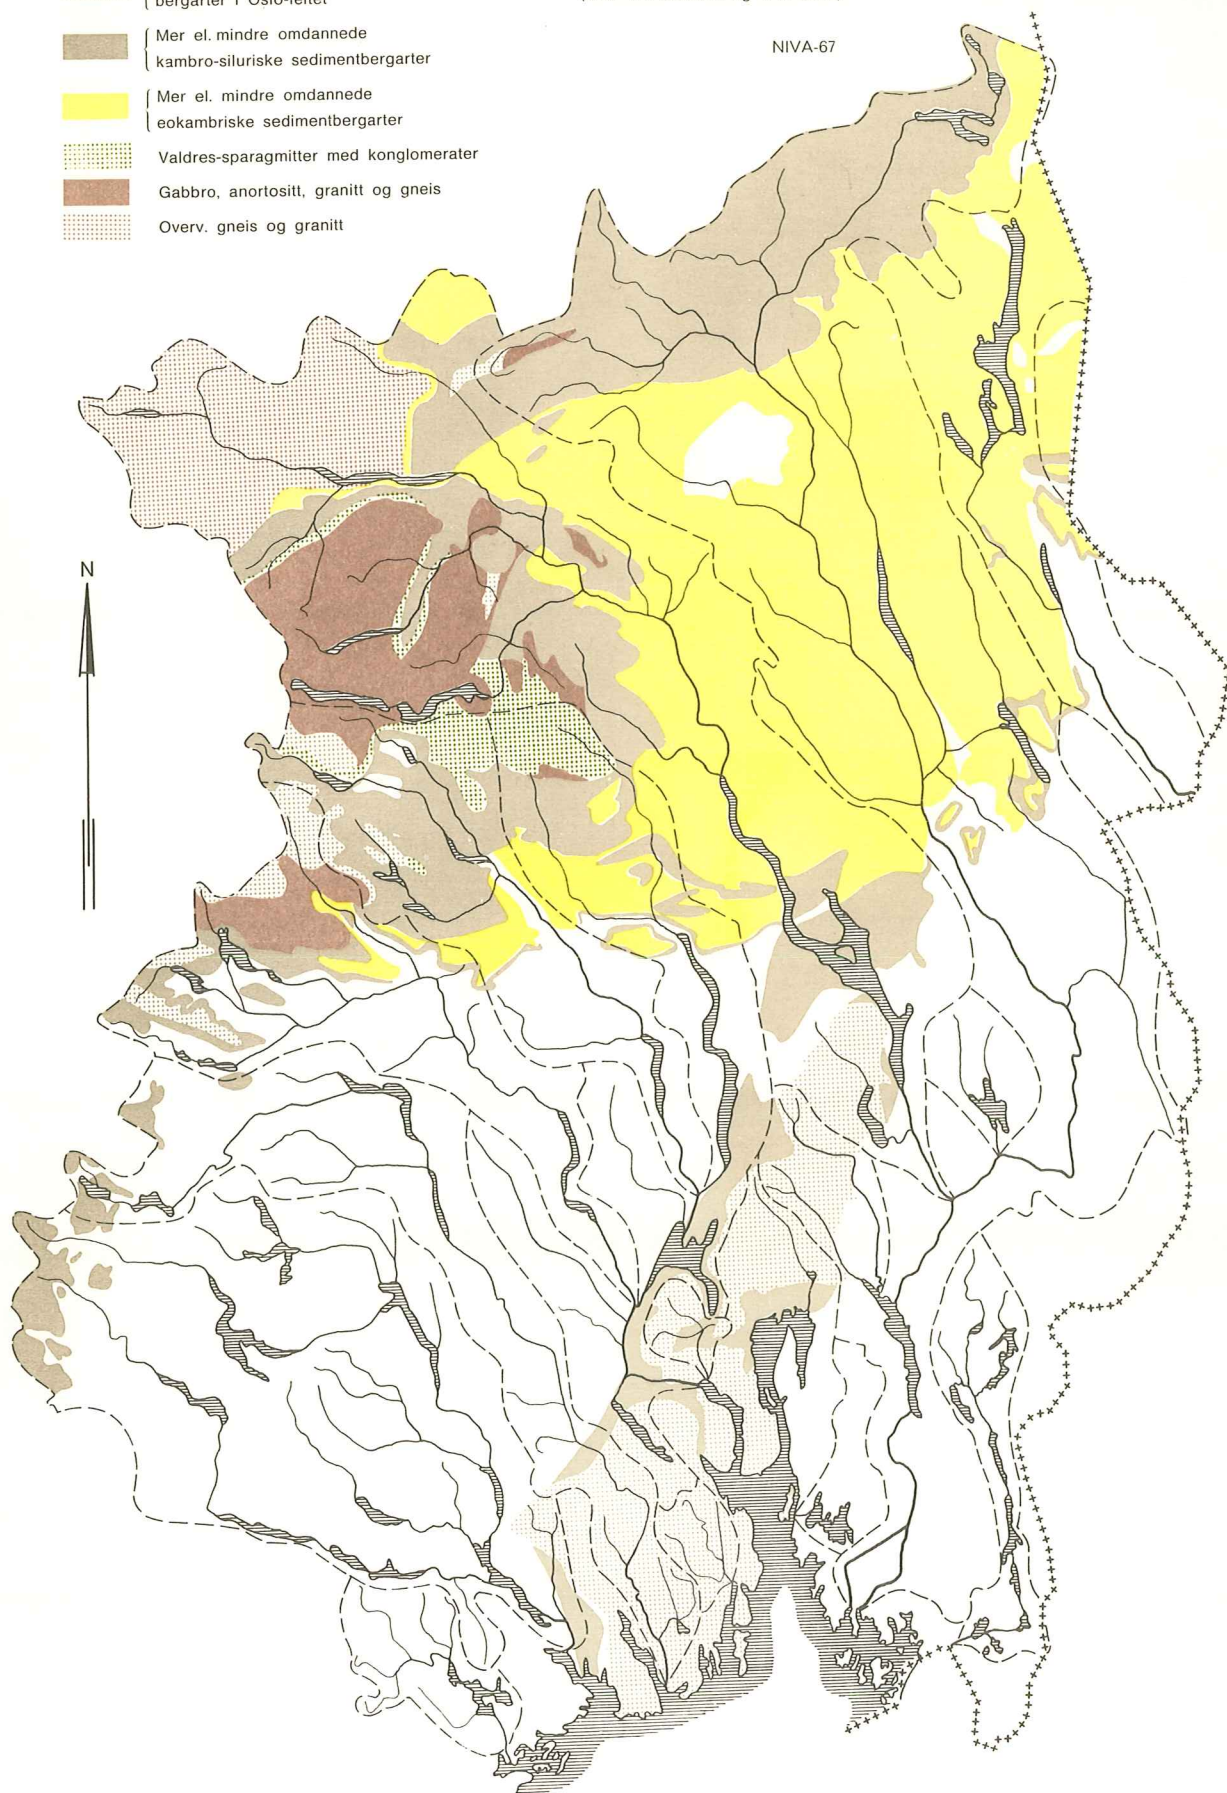 bergarter i Oslo-feltet
Mer el. mindre omdannede
kambro-siluriske sedimentbergarter
NIVA-67
Mer el. mindre omdannede
eokambriske sedimentbergarter
Valdres-sparagmitter med konglomerater
Gabbro, anortositt, granitt og gneis
Overv. gneis og granitt
N